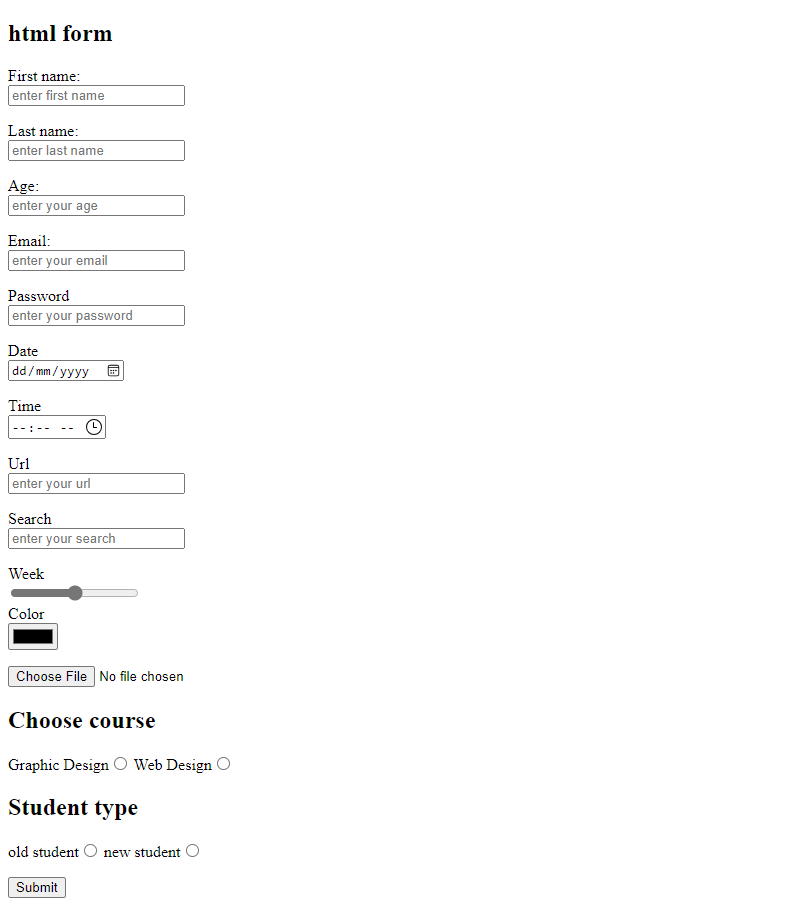 html form
First name:
enter first name
Last name:
enter last name
Age:
enter your age
Email:
enter your email
Password
enter your password
Date
dd/mm/yyyy
Time
--:-- --
Url
enter your url
Search
enter your search
Week
Color
Choose File No file chosen
Choose course
Graphic Design Web Design
Student type
old student new student
Submit